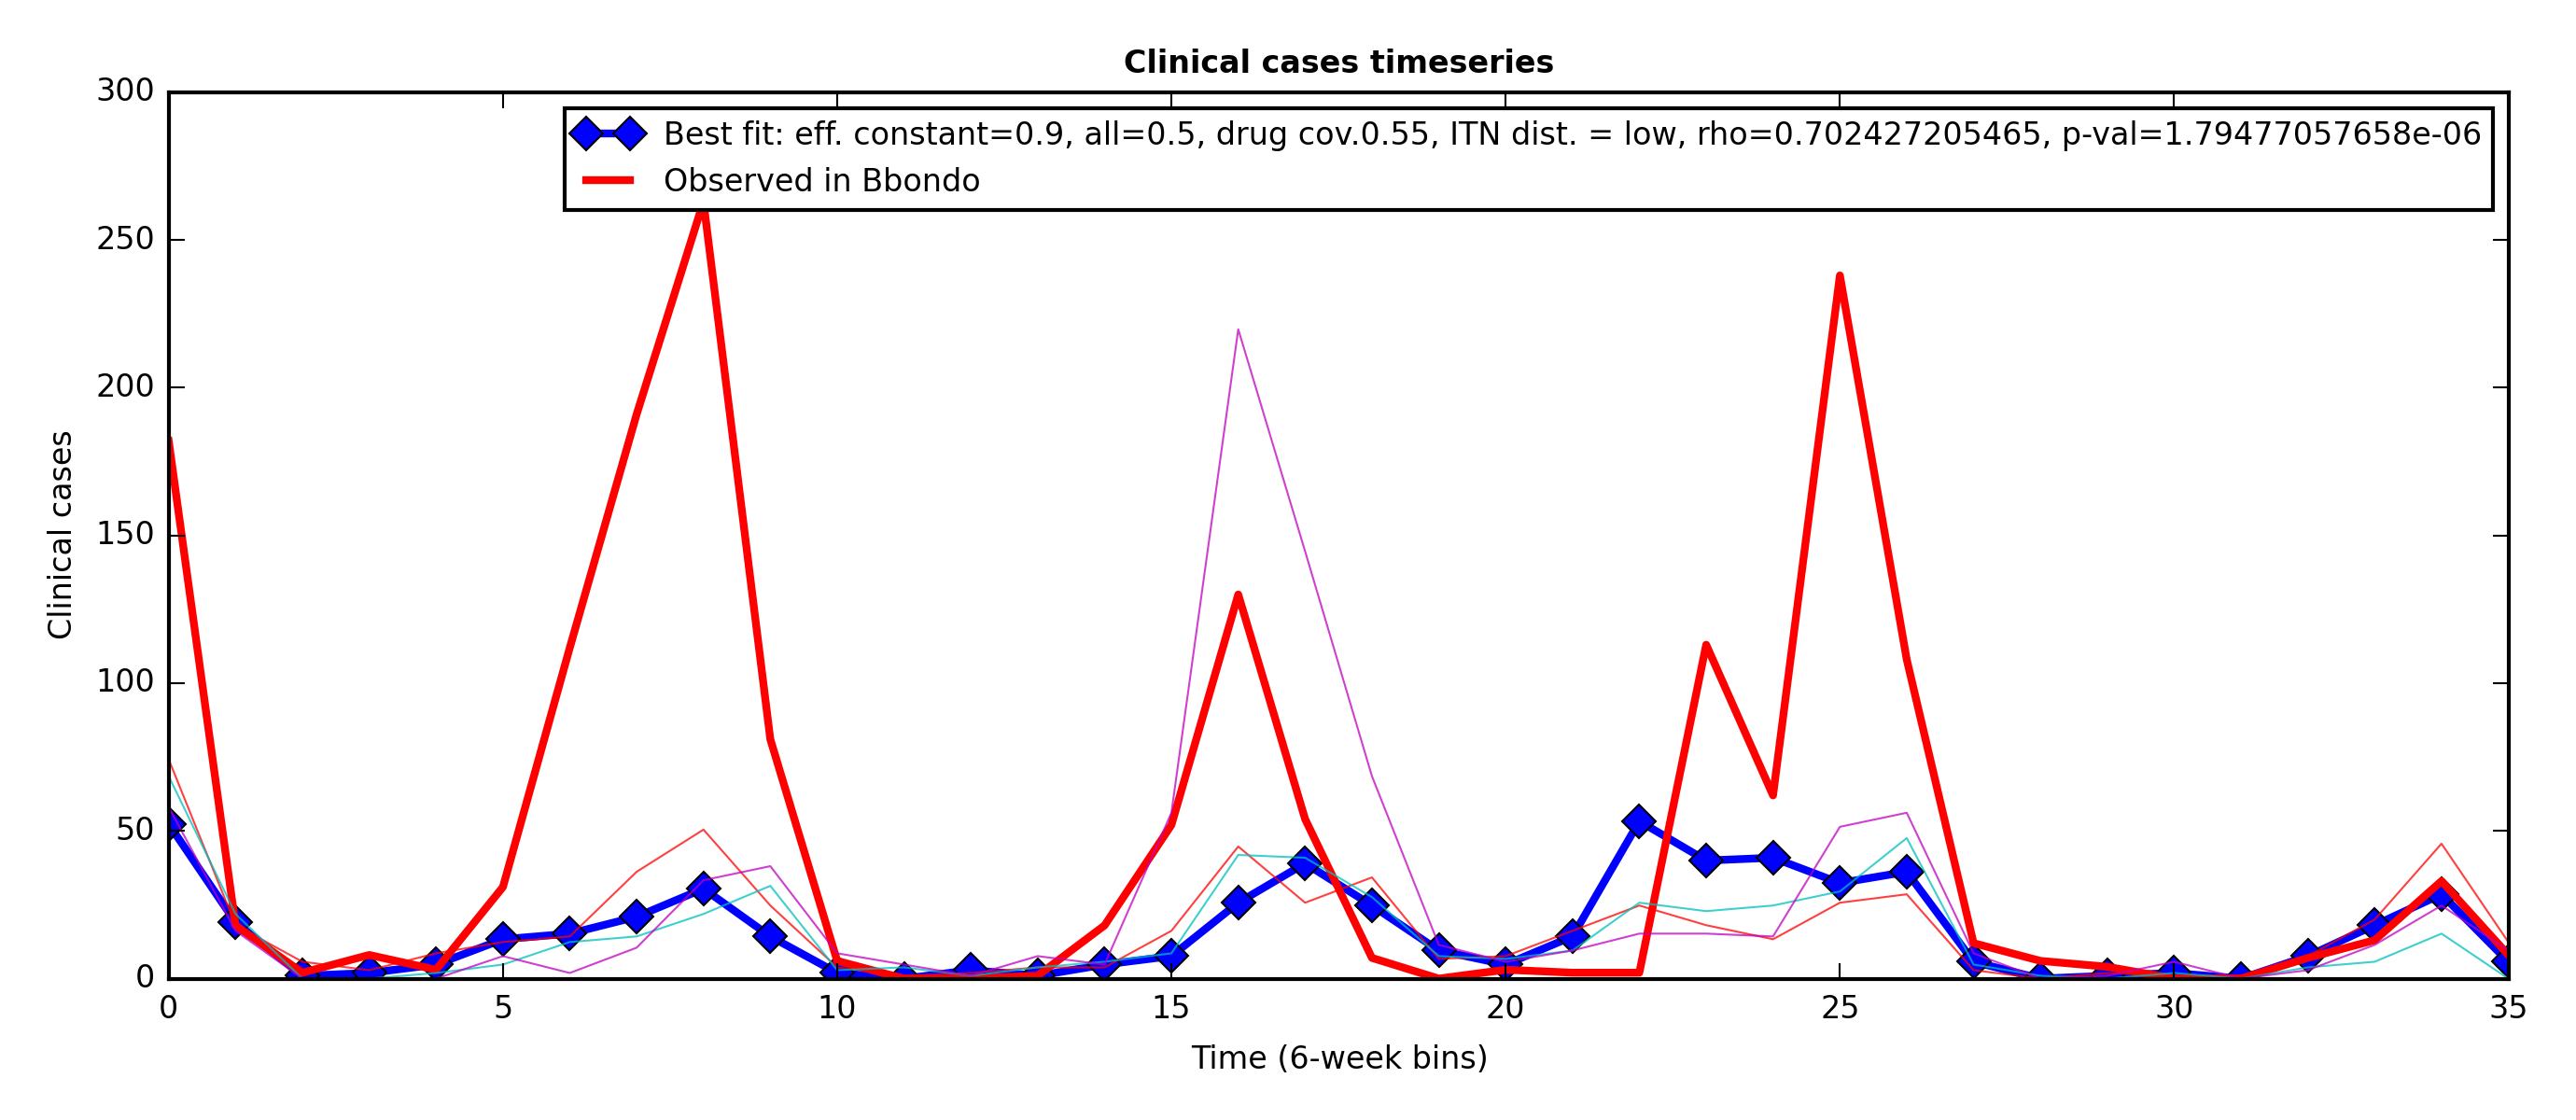 Clinical cases timeseries
300
250
200
150
100
50
0
Clinical cases
Best fit: eff. constant=0.9, all=0.5, drug cov.0.55, ITN dist. = low, rho=0.702427205465, p-val=1.79477057658e-06
Observed in Bbondo
0 5 10 15 20 25 30 35
Time (6-week bins)